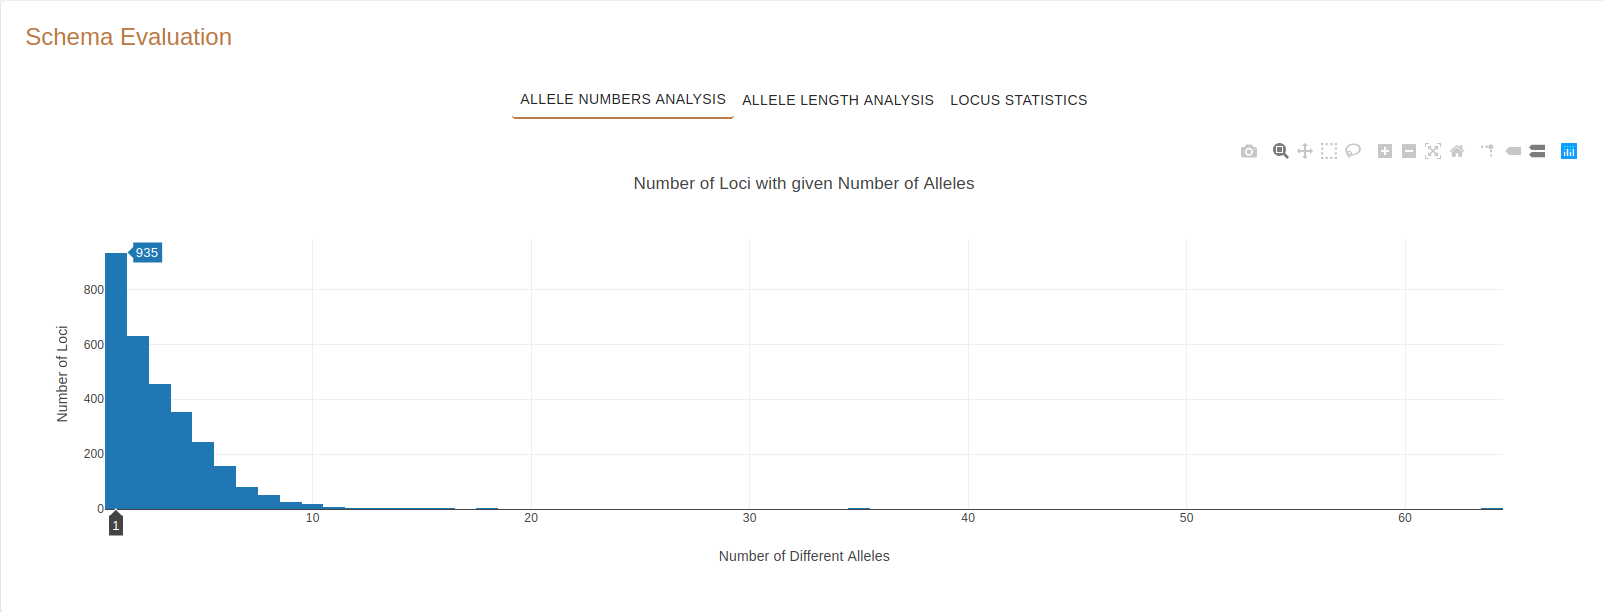 Schema Evaluation
ALLELE NUMBERS ANALYSIS ALLELE LENGTH ANALYSIS LOCUS STATISTICS
Number of Loci with given Number of Alleles
935
800
600
400
200
0
Number of Loci
1
10 20 30 40 50 60
Number of Different Alleles